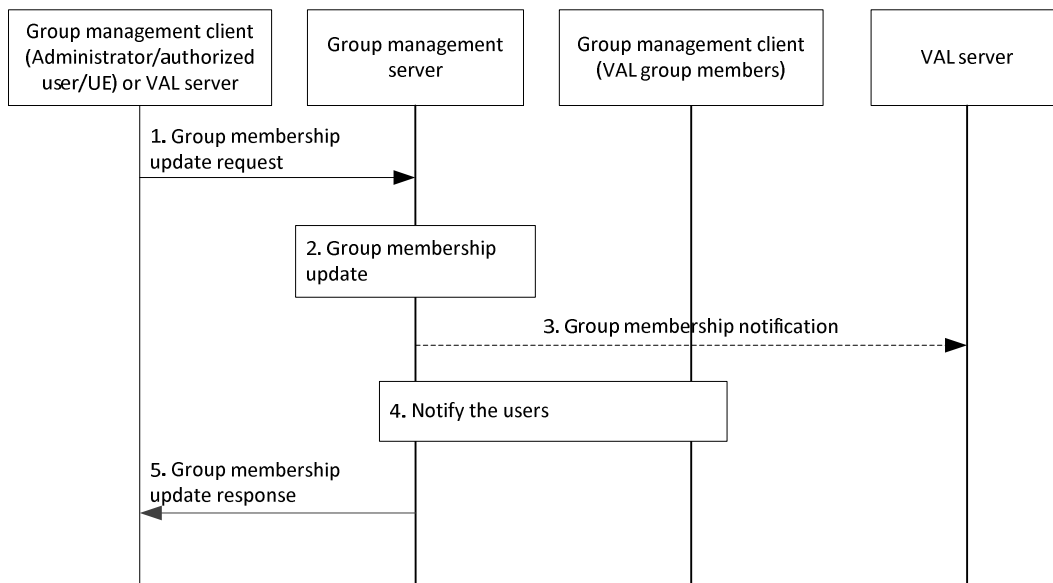 Group management client
(Administrator/authorized
user/UE) or VAL server
Group management
server
Group management client
(VAL group members)
VAL server
1. Group membership
update request
2. Group membership
update
3. Group membership notification
4. Notify the users
5. Group membership
update response